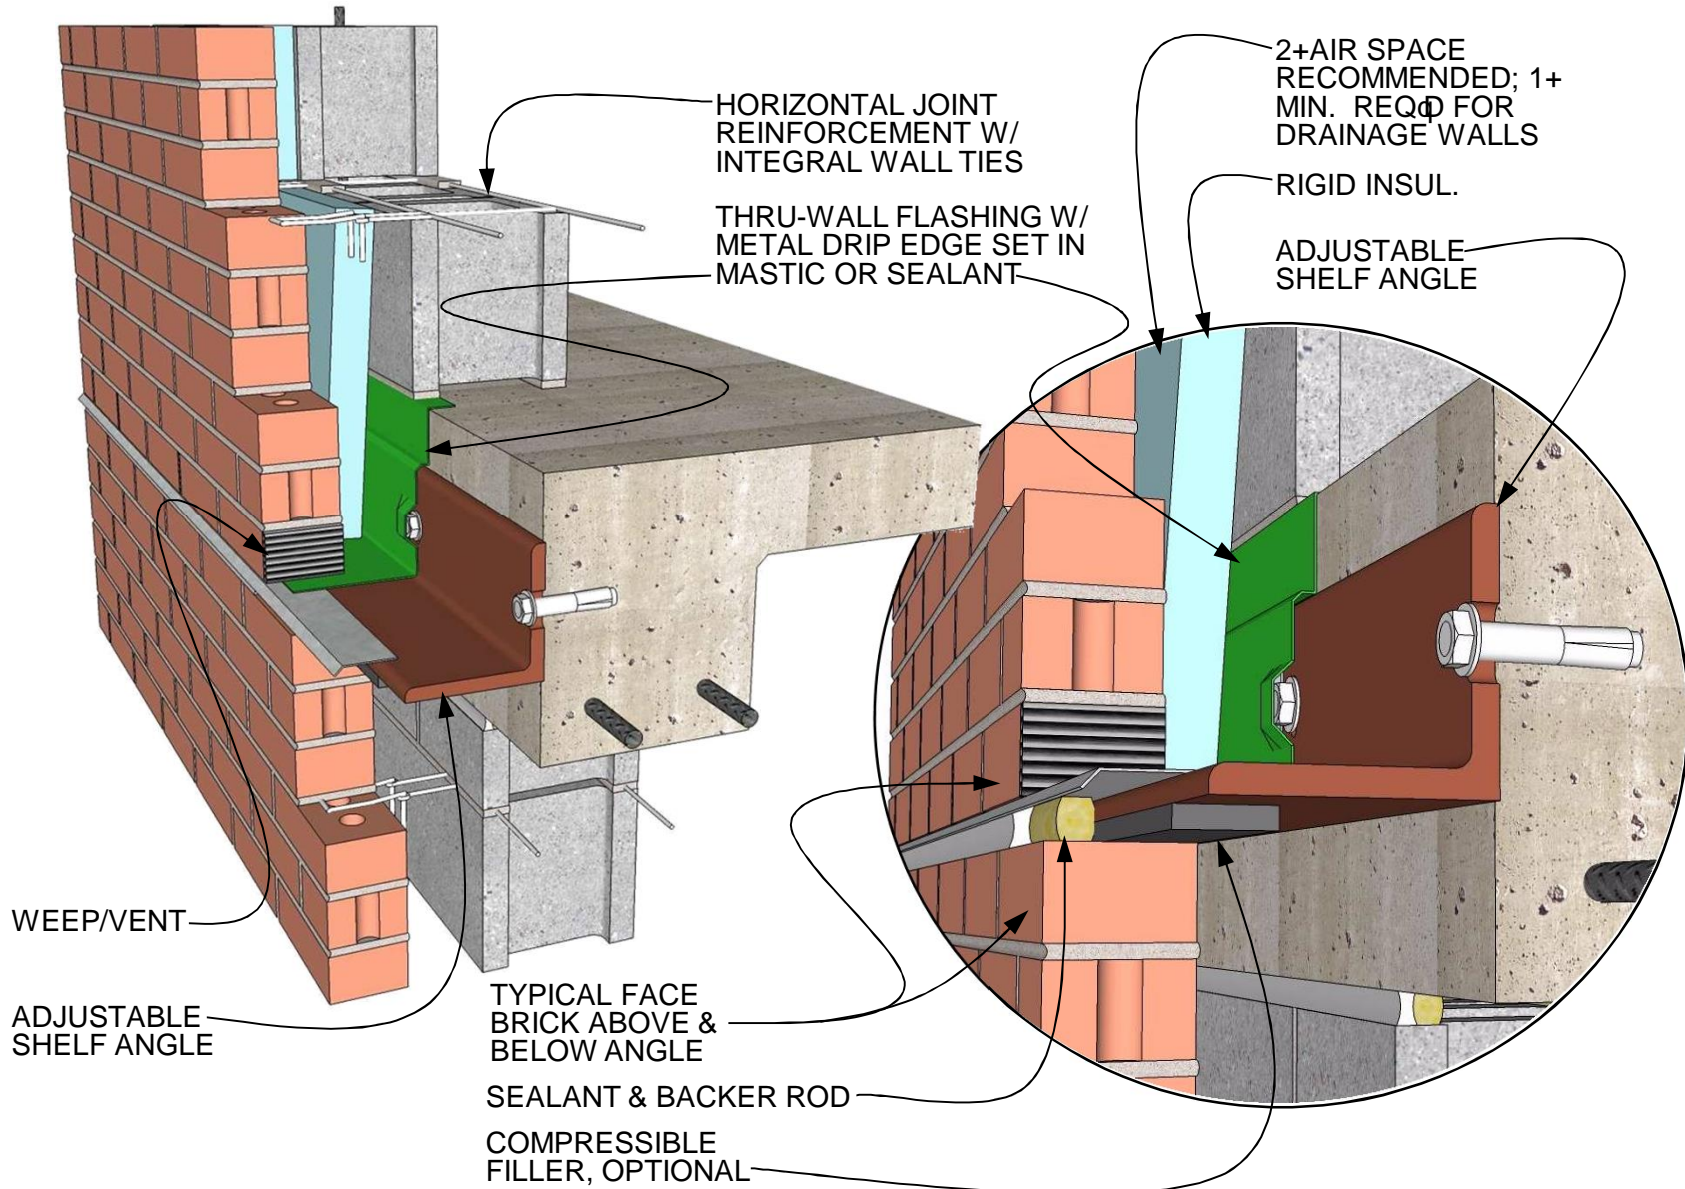 HORIZONTAL JOINT
REINFORCEMENT W/
INTEGRAL WALL TIES
THRU-WALL FLASHING W/
METAL DRIP EDGE SET IN
MASTIC OR SEALANT
2+AIR SPACE
RECOMMENDED; 1+
MIN. REQφD FOR
DRAINAGE WALLS
RIGID INSUL.
ADJUSTABLE
SHELF ANGLE
WEEP/VENT
ADJUSTABLE
SHELF ANGLE
TYPICAL FACE
BRICK ABOVE &
BELOW ANGLE
SEALANT & BACKER ROD
COMPRESSIBLE
FILLER, OPTIONAL